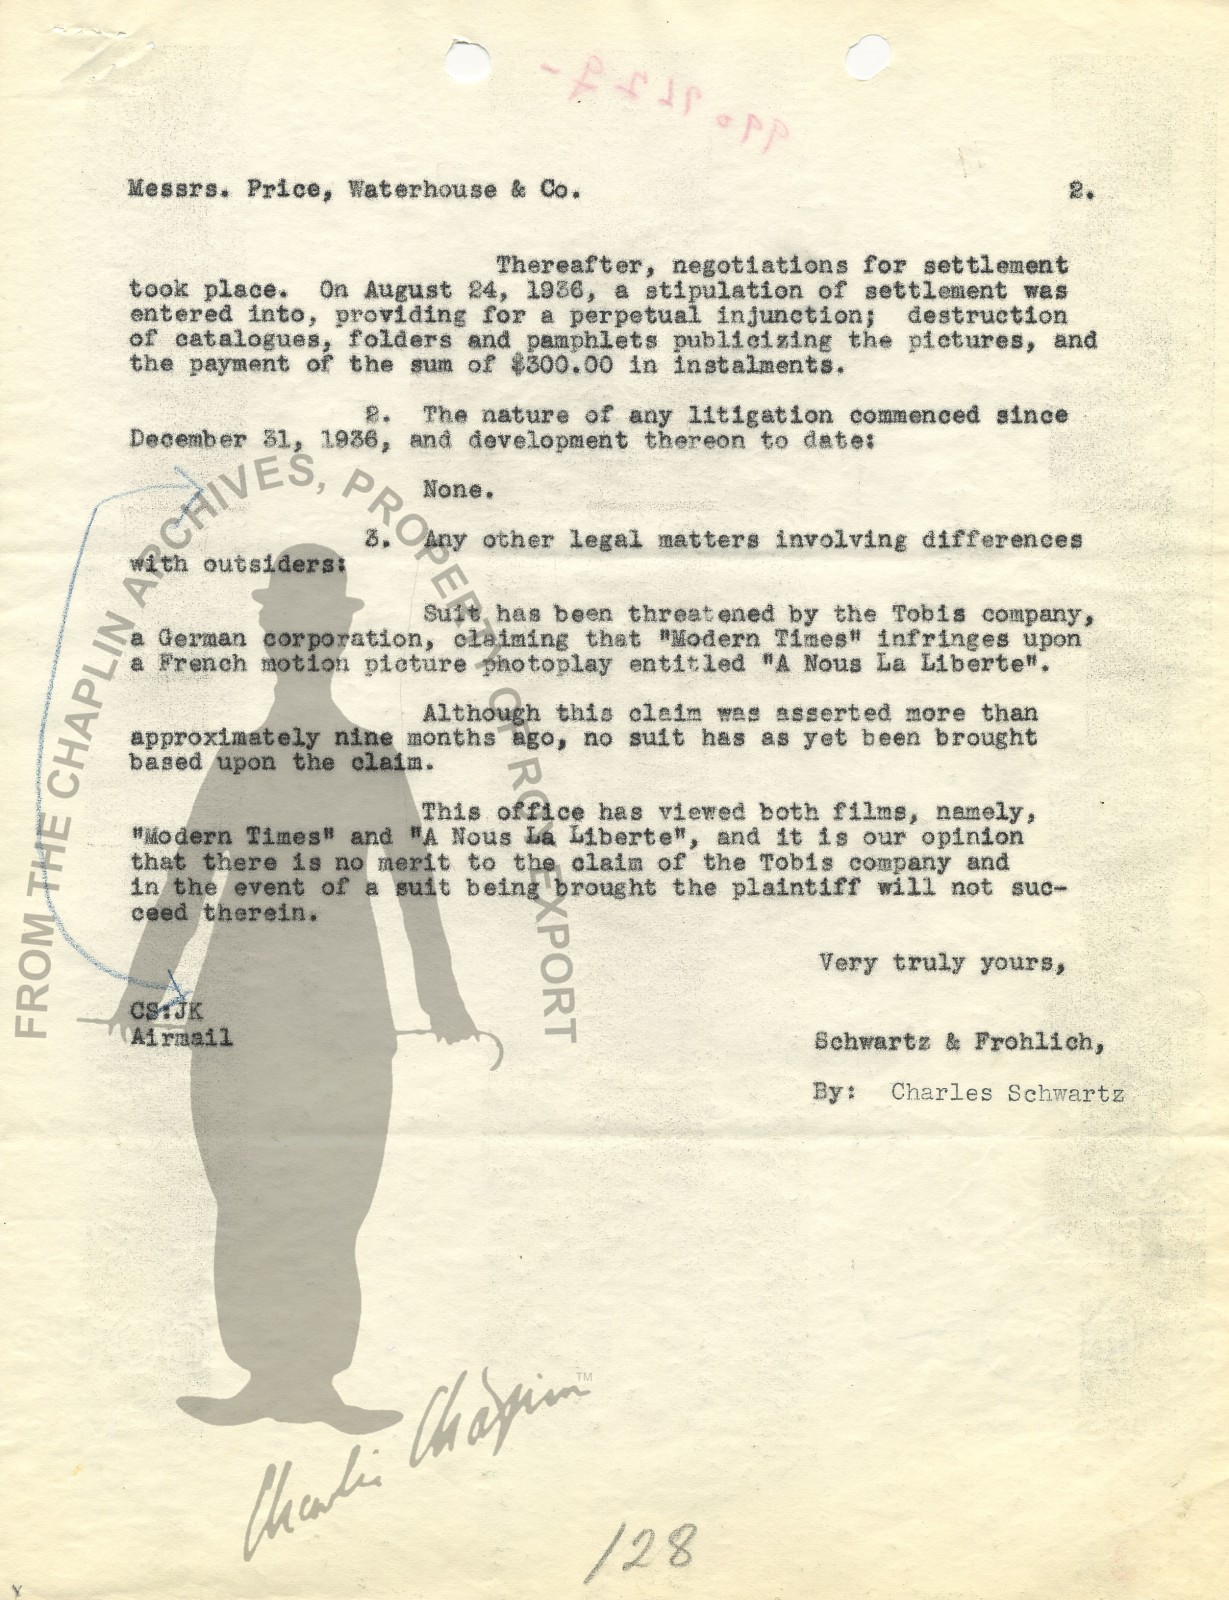 Messrs. Price, Waterhouse & Co. 2.
Thereafter, negotiations for settlement
took place. On August 24, 1936, a stipulation of settlement was
entered into, providing for a perpetual injunction; destruction
of catalogues, folders and pamphlets publicizing the pictures, and
the payment of the sum of $300.00 in instalments.
2. The nature of any litigation commenced since
December 31, 1936, and development thereon to date:
None.
3. Any other legal matters involving differences
with outsiders:
Suit has been threatened by the Tobis company,
a German corporation, claiming that "Modern Times" infringes upon
a French motion picture photoplay entitled "A Nous La Liberte".
Although this claim was asserted more than
approximately nine months ago, no suit has as yet been brought
based upon the claim.
This office has viewed both films, namely,
"Modern Times" and "A Nous La Liberte", and it is our opinion
that there is no merit to the claim of the Tobis company and
in the event of a suit being brought the plaintiff will not suc-
ceed therein.
Very truly yours,
CS:JK
Airmail
Schwartz & Frohlich,
By: Charles Schwartz
FROM THE CHAPLIN ARCHIVES, PROPERTY OF ROY EXPORT
Charlie Chaplin TM
128